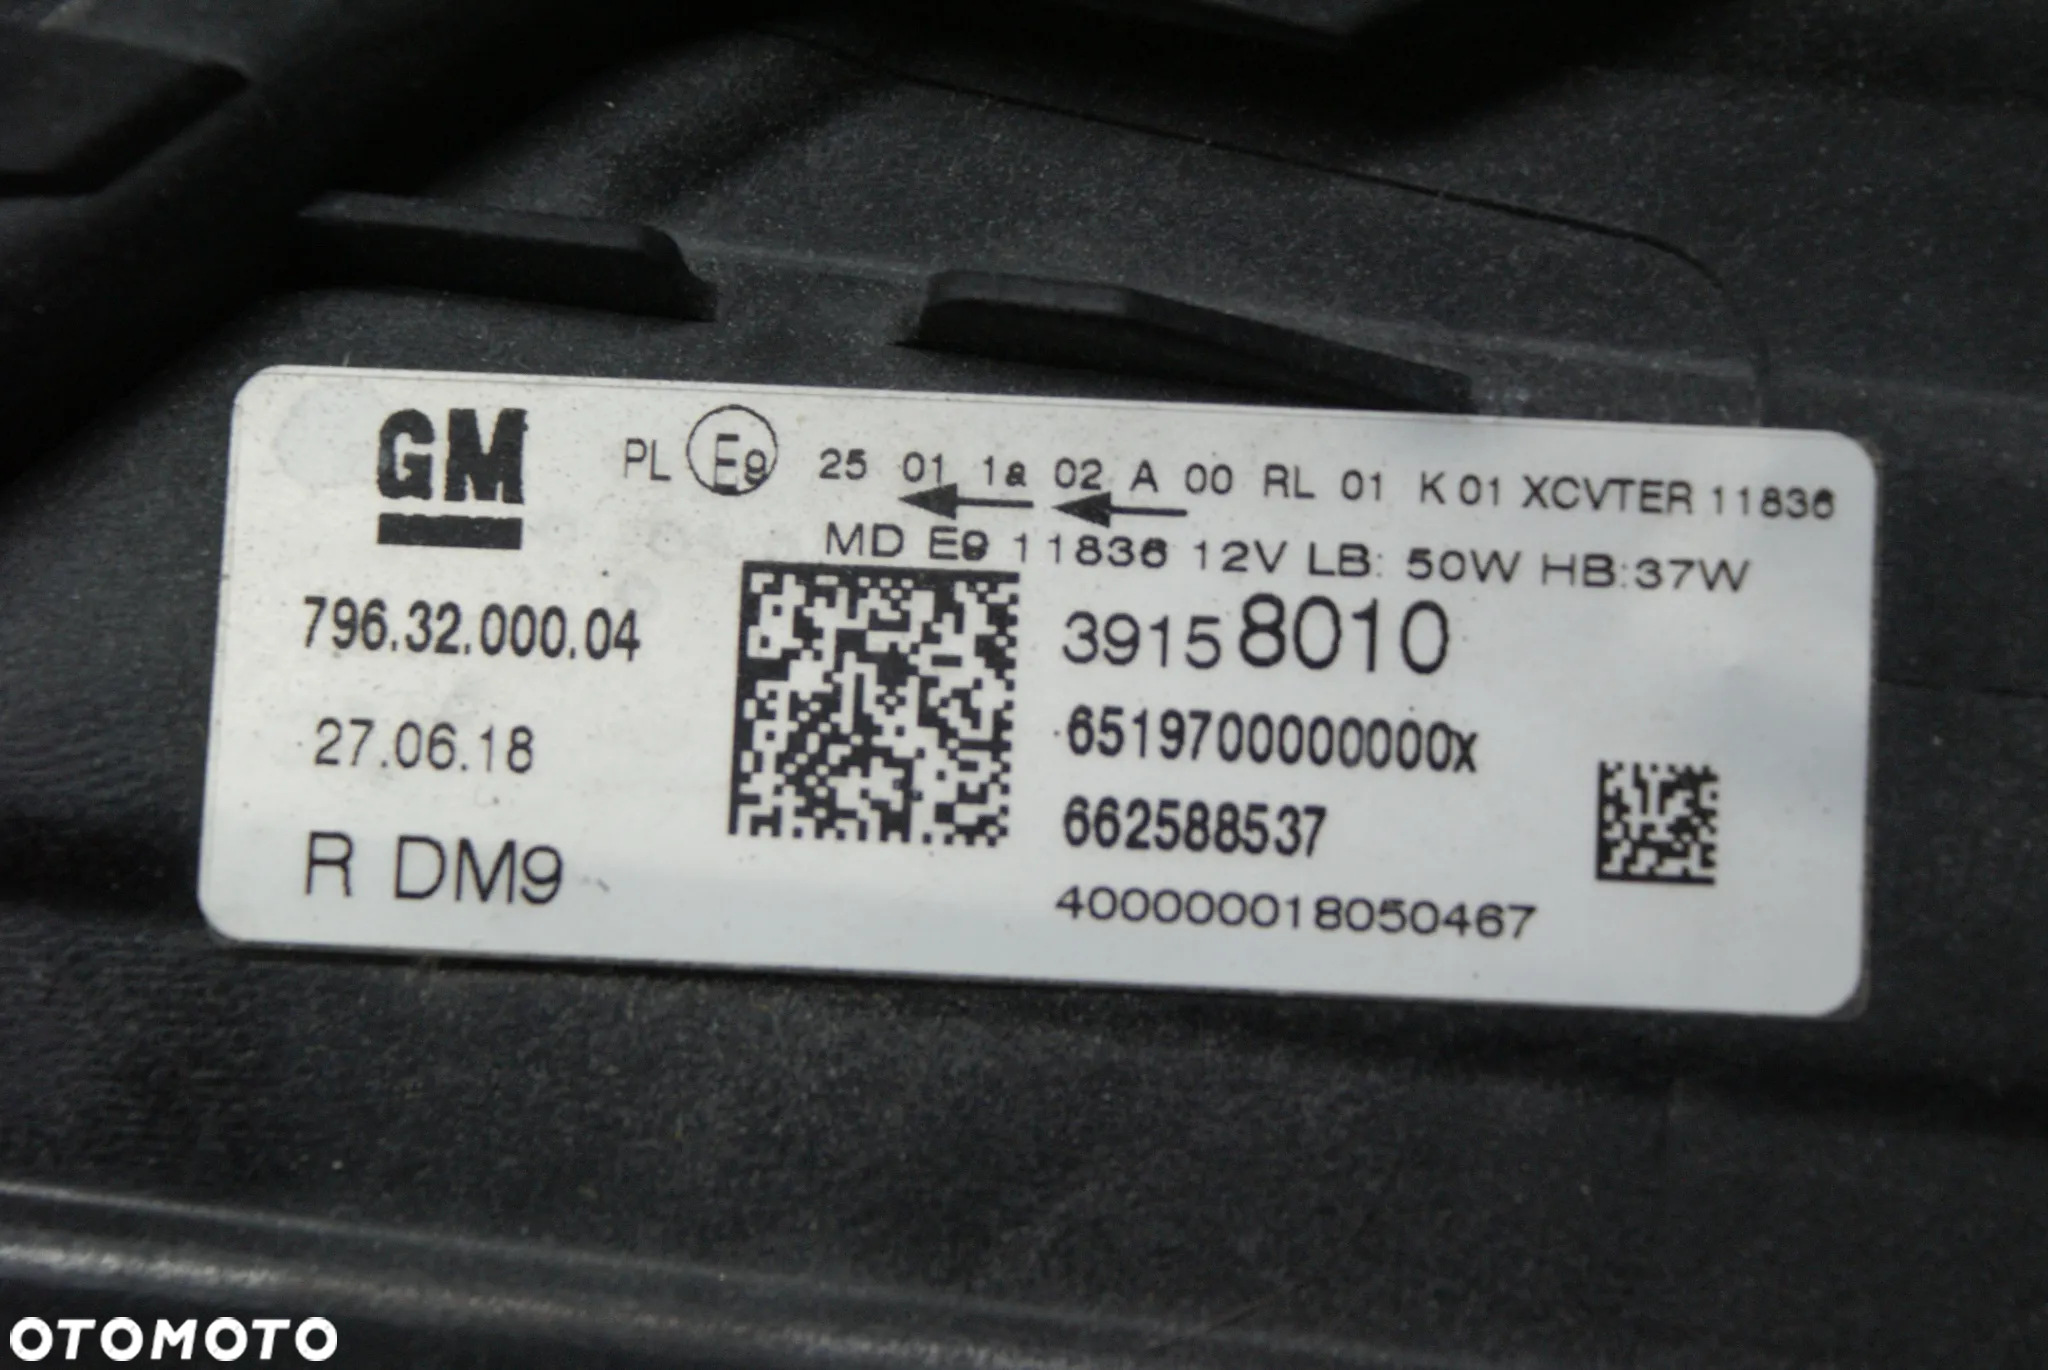 GM
PL E9 25 01 1a 02 A 00 RL 01 K 01 XCVTER 11836
MD E9 11836 12V LB: 50W HB:37W
796.32.000.04
39158010
27.06.18
6519700000000X
R DM9
662588537
400000018050467
OTOMOTO